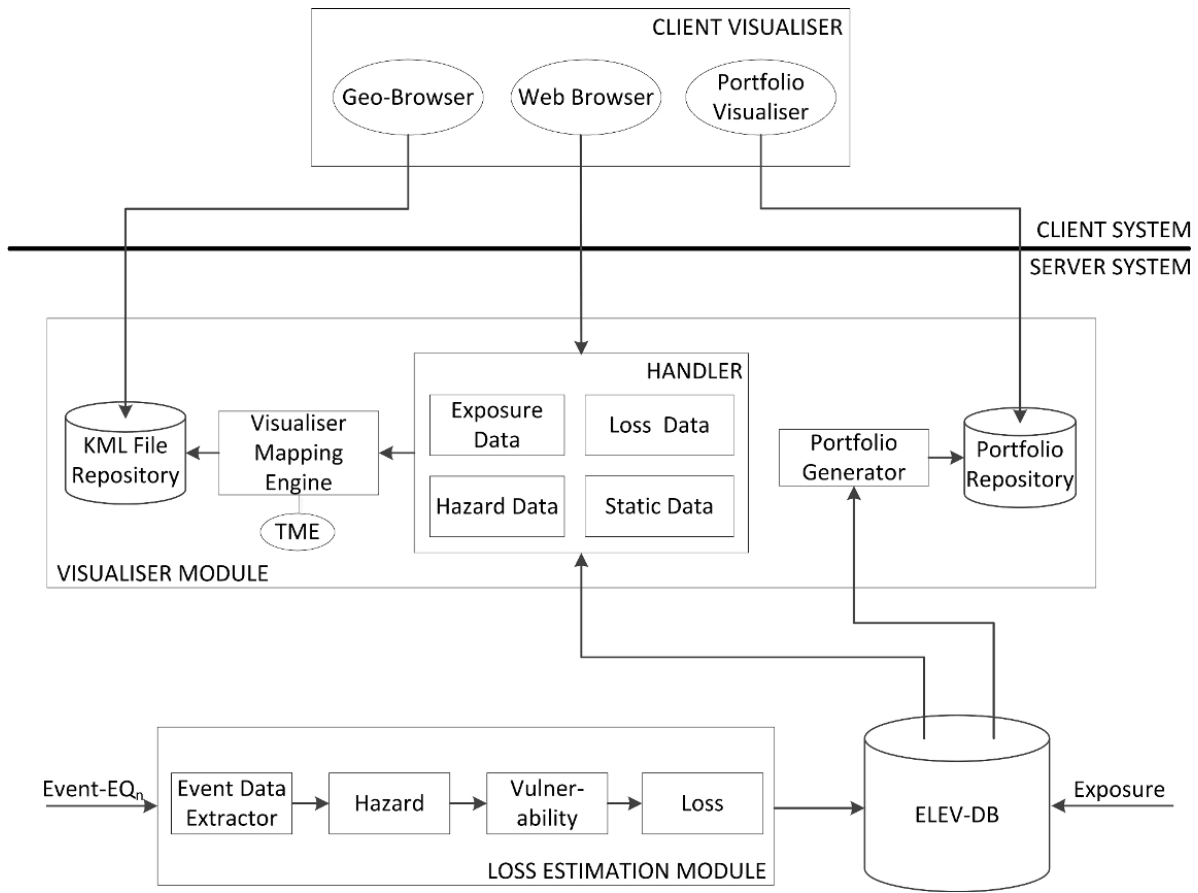 CLIENT VISUALISER
Geo-Browser
Web Browser
Portfolio
Visualiser
CLIENT SYSTEM
SERVER SYSTEM
HANDLER
Exposure
Data
Loss Data
Hazard Data
Static Data
KML File
Repository
Visualiser
Mapping
Engine
TME
Portfolio
Generator
Portfolio
Repository
VISUALISER MODULE
Event-EQn
Event Data
Extractor
Hazard
Vulner-
ability
Loss
LOSS ESTIMATION MODULE
ELEV-DB
Exposure